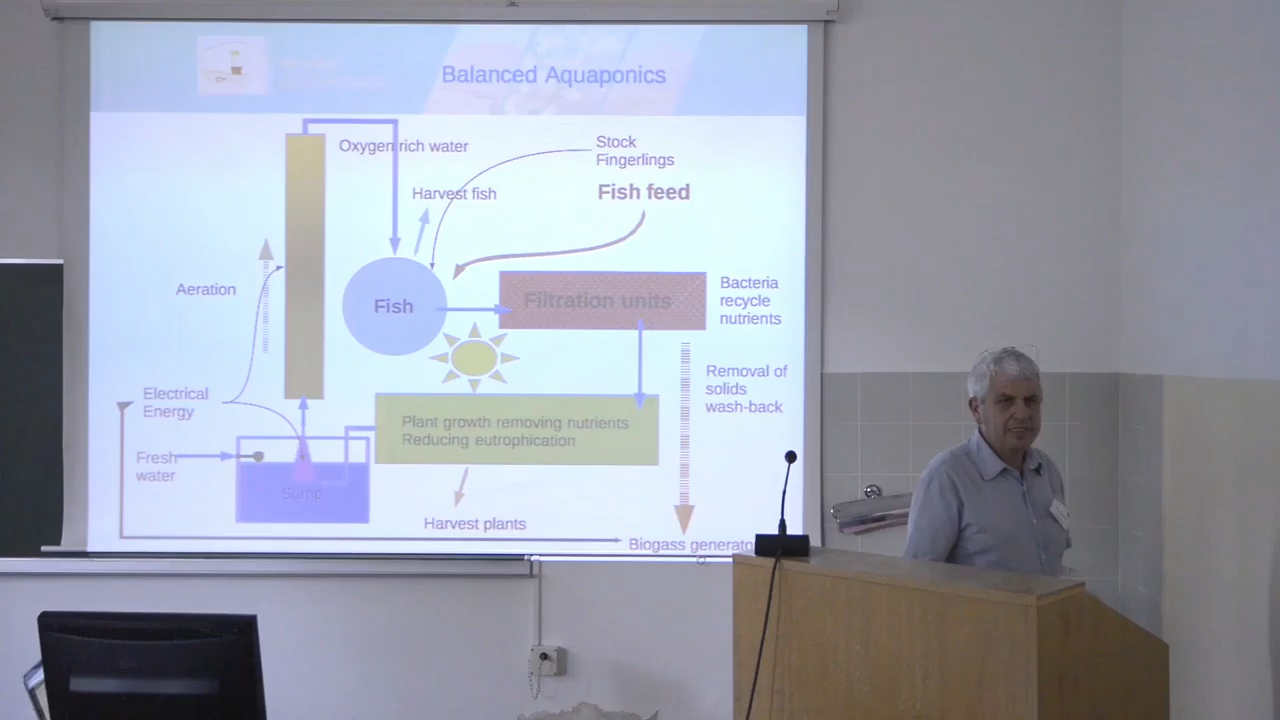 Balanced Aquaponics
Oxygen rich water
Stock
Fingerlings
Harvest fish
Fish feed
Aeration
Fish
Filtration units
Bacteria
recycle
nutrients
Removal of
solids
wash-back
Electrical
Energy
Plant growth removing nutrients
Reducing eutrophication
Fresh
water
Sump
Harvest plants
Biogass generato